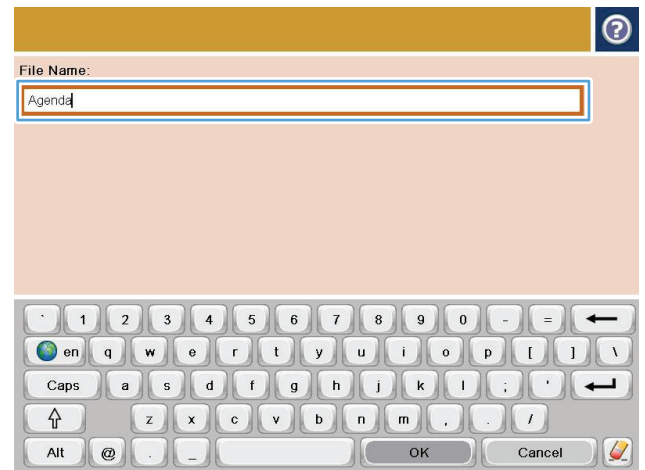 ?
File Name:
Agenda
` 1 2 3 4 5 6 7 8 9 0 - =
en q w e r t y u i o p [ ] \
Caps a s d f g h j k l ; '
z x c v b n m , . /
Alt @ . _ OK Cancel